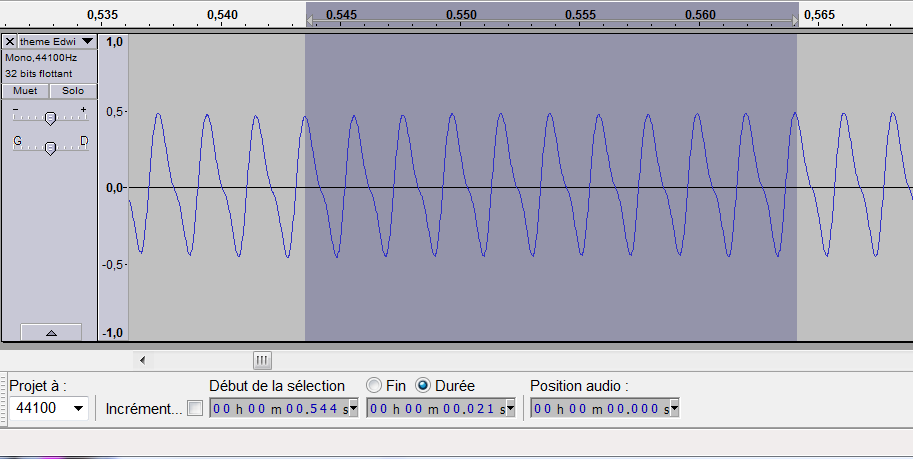 0,535 0,540 0,545 0,550 0,555 0,560 0,565
theme Edwi
Mono,44100Hz
32 bits flottant
Muet Solo
- +
G D
1,0
0,5-
0,0-
-0,5-
-1,0
Projet à : Début de la sélection Fin Durée Position audio :
44100 Incrément... 00 h 00 m 00.544 s 00 h 00 m 00.021 s 00 h 00 m 00.000 s